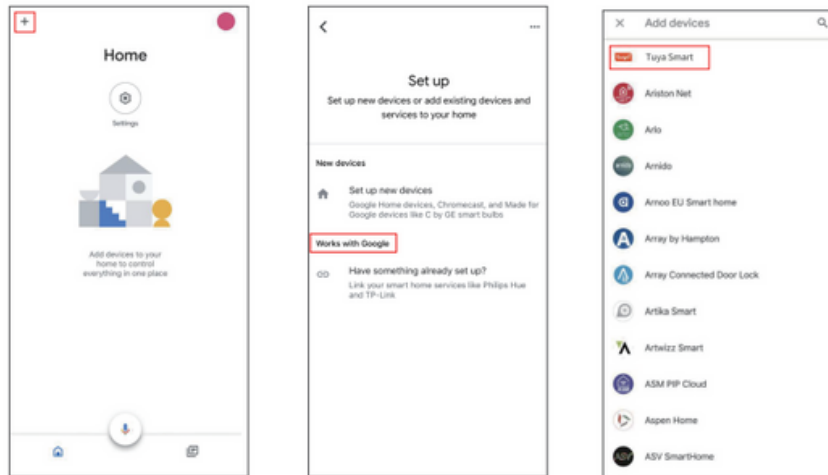 Home
Settings
Add devices to your
home to control
everything in one place
Set up
Set up new devices or add existing devices and
services to your home
New devices
Set up new devices
Google Home devices, Chromecast, and Made for
Google devices like C by GE smart bulbs
Works with Google
Have something already set up?
Link your smart home services like Philips Hue
and TP-Link
Add devices
Tuya Smart
Ariston Net
Arlo
Arnido
Arnoo EU Smart home
Array by Hampton
Array Connected Door Lock
Artika Smart
Artwizz Smart
ASM PIP Cloud
Aspen Home
ASV SmartHome